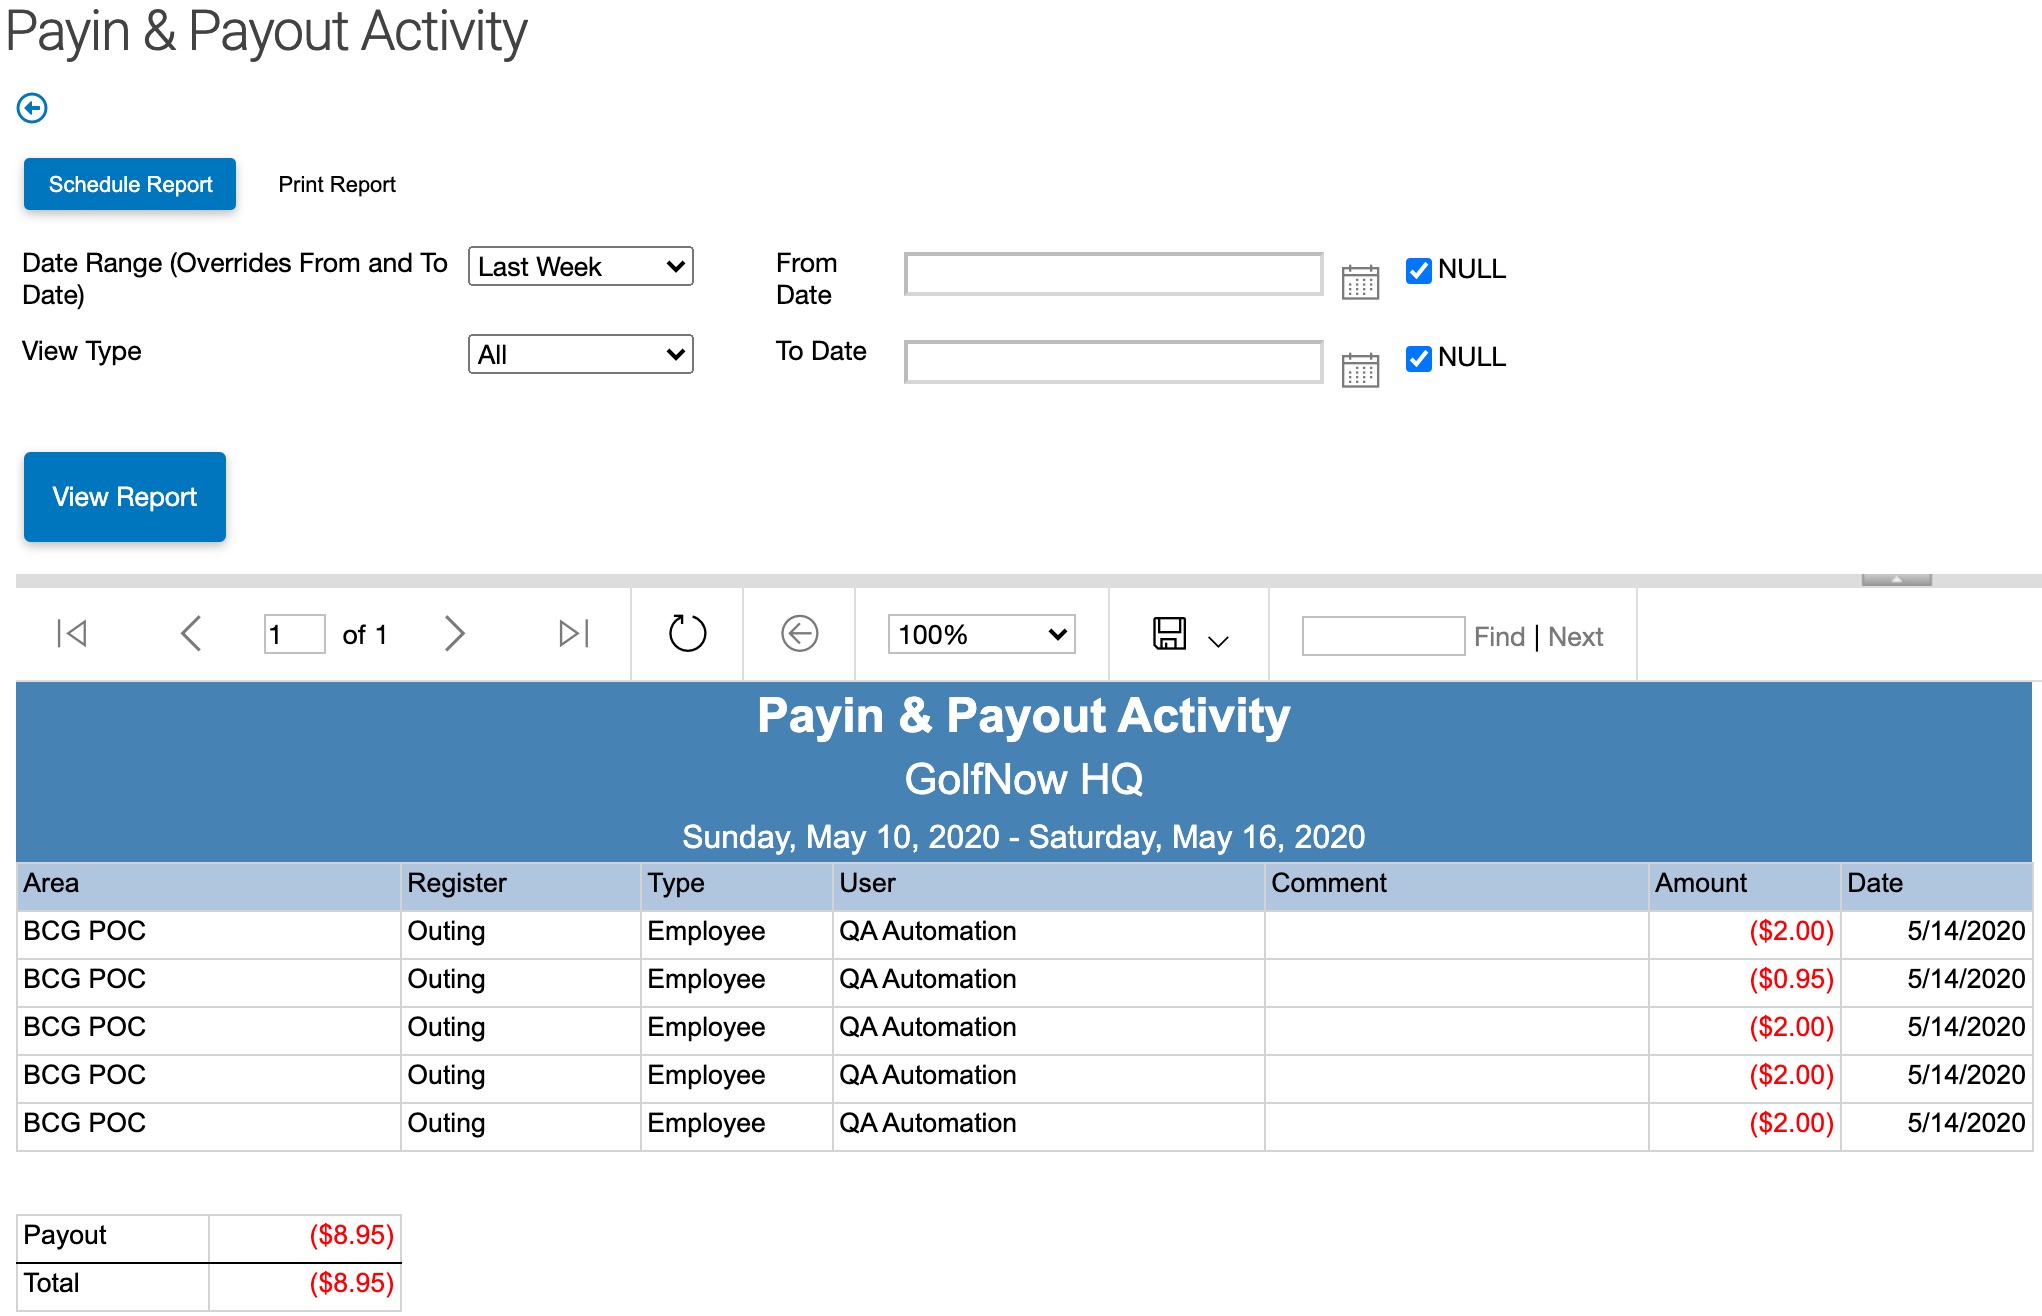 Payin & Payout Activity
Schedule Report Print Report
Date Range (Overrides From and To Date) Last Week From Date NULL
View Type All To Date NULL
View Report
1 of 1 100% Find | Next
Payin & Payout Activity
GolfNow HQ
Sunday, May 10, 2020 - Saturday, May 16, 2020
Area Register Type User Comment Amount Date
BCG POC Outing Employee QA Automation ($2.00) 5/14/2020
BCG POC Outing Employee QA Automation ($0.95) 5/14/2020
BCG POC Outing Employee QA Automation ($2.00) 5/14/2020
BCG POC Outing Employee QA Automation ($2.00) 5/14/2020
BCG POC Outing Employee QA Automation ($2.00) 5/14/2020
Payout ($8.95)
Total ($8.95)